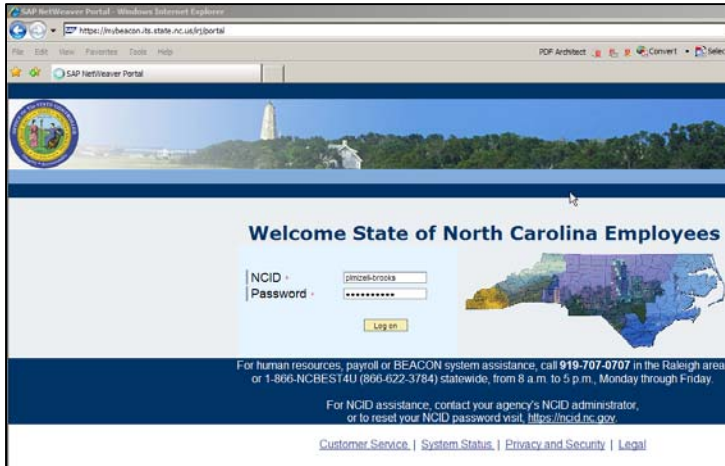 SAP NetWeaver Portal - Windows Internet Explorer
https://mybeacon.its.state.nc.us/irj/portal
File Edit View Favorites Tools Help
PDF Architect Convert Selec
SAP NetWeaver Portal
Welcome State of North Carolina Employees
NCID * plmizell-brooks
Password * ••••••••••
Log on
For human resources, payroll or BEACON system assistance, call 919-707-0707 in the Raleigh area
or 1-866-NCBEST4U (866-622-3784) statewide, from 8 a.m. to 5 p.m., Monday through Friday.
For NCID assistance, contact your agency's NCID administrator,
or to reset your NCID password visit, https://ncid.nc.gov.
Customer Service | System Status | Privacy and Security | Legal